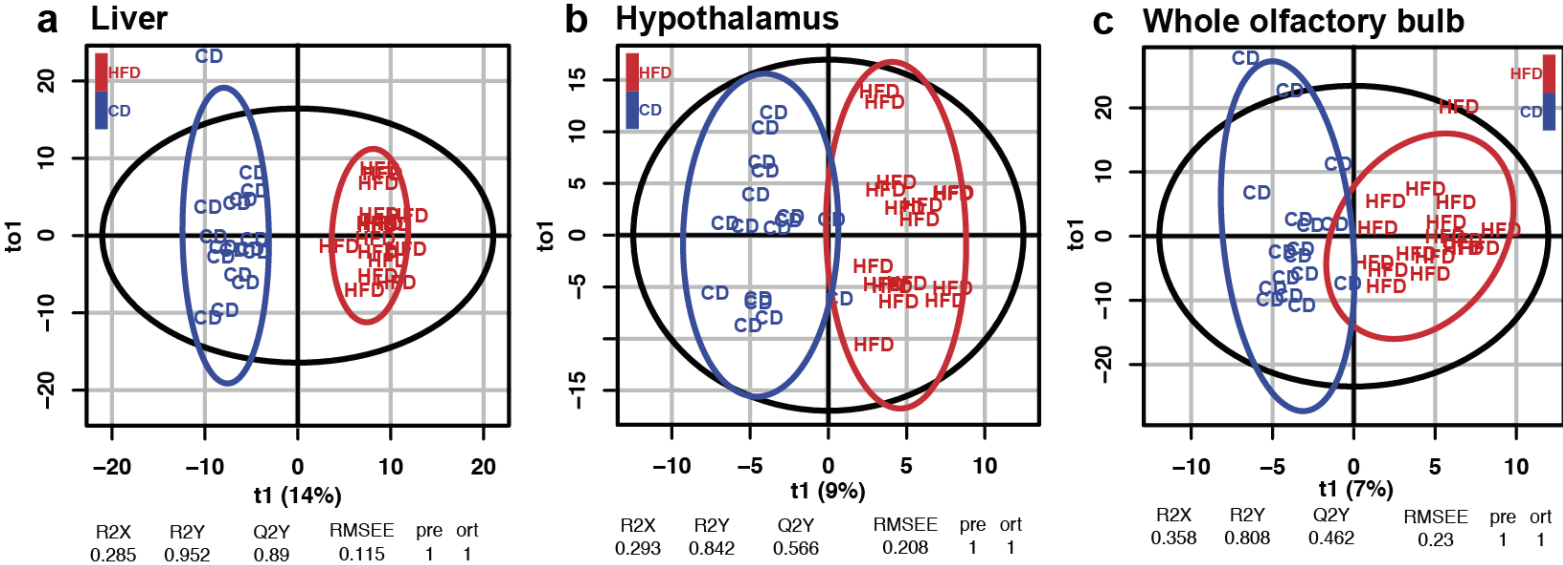 a Liver
HFD
CD
to1
20
10
0
−10
−20
−20 −10 0 10 20
t1 (14%)
R2X R2Y Q2Y RMSEE pre ort
0.285 0.952 0.89 0.115 1 1
b Hypothalamus
HFD
CD
to1
15
10
5
0
−5
−15
−10 −5 0 5 10
t1 (9%)
R2X R2Y Q2Y RMSEE pre ort
0.293 0.842 0.566 0.208 1 1
c Whole olfactory bulb
HFD
CD
to1
20
10
0
−10
−20
−10 −5 0 5 10
t1 (7%)
R2X R2Y Q2Y RMSEE pre ort
0.358 0.808 0.462 0.23 1 1